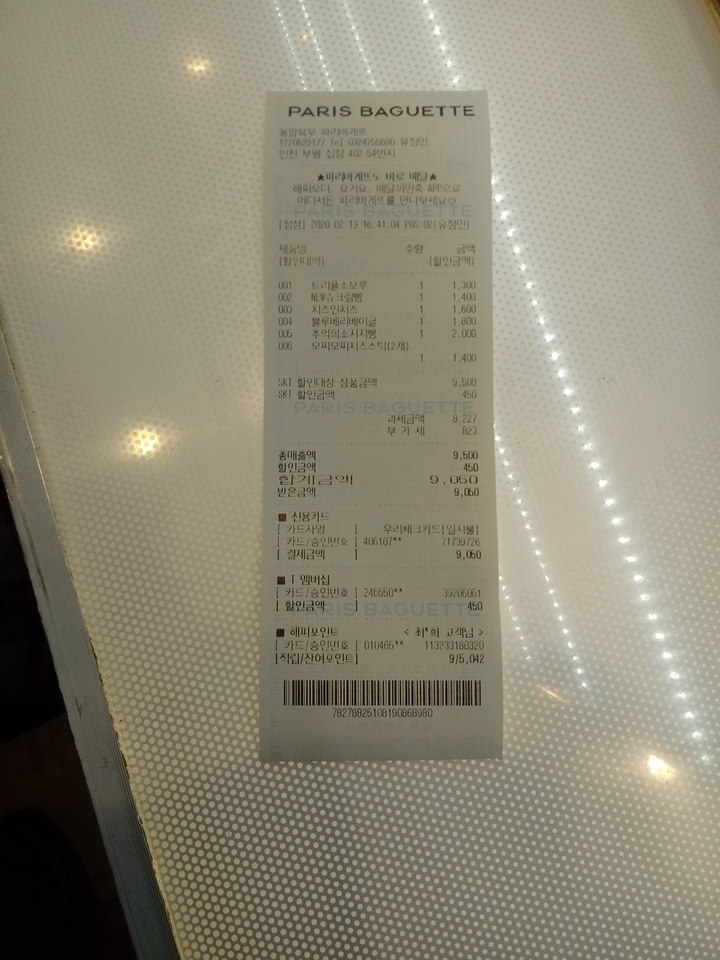 PARIS BAGUETTE
동암북부 파리바게뜨
1220629177 Tel:0324255590 유정민
인천 부평 십정 402-54번지
★파리바게뜨도 바로 배달★
해피오더, 요기요, 배달의민족 APP으로
어디서든 파리바게뜨를 만나보세요♡
[정상] 2020-02-13 16:41:04 POS:02(유정민)
제품명 수량 금액
(할인내역) (할인금액)
001 트리플소보루 1 1,300
002 NEW슈크림빵 1 1,400
003 치즈인치즈 1 1,600
004 블루베리베이글 1 1,800
005 추억의소시지빵 1 2,000
006 모찌모찌치즈스틱(2개)
1 1,400
SKT 할인대상 상품금액 9,500
SKT 할인금액 450
과세금액 8,227
부 가 세 823
총매출액 9,500
할인금액 450
합계금액 9,050
받은금액 9,050
■ 신용카드
[ 카드사명 ] 우리체크카드[일시불]
[ 카드/승인번호 ] 406107** 71739726
[ 결제금액 ] 9,050
■ T 멤버십
[ 카드/승인번호 ] 246550** 39206061
[ 할인금액 ] 450
■ 해피포인트 < 최*희 고객님 >
[ 카드/승인번호 ] 010465** 113233180320
[적립/잔여포인트] 9/5,042
78278825108190868980